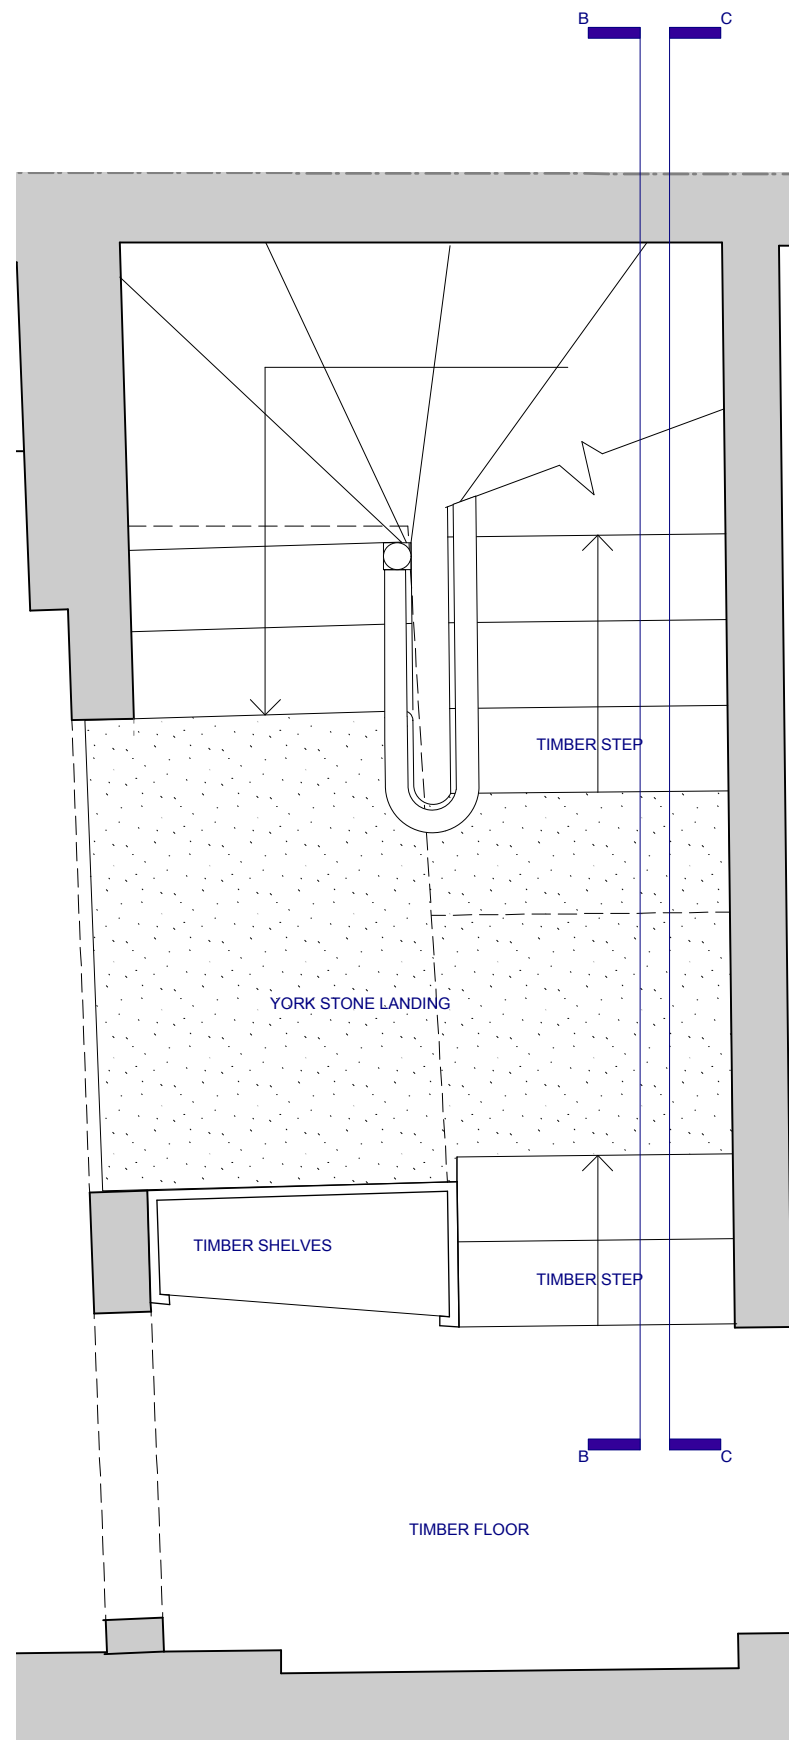 B
C
TIMBER STEP
YORK STONE LANDING
TIMBER SHELVES
TIMBER STEP
B
C
TIMBER FLOOR